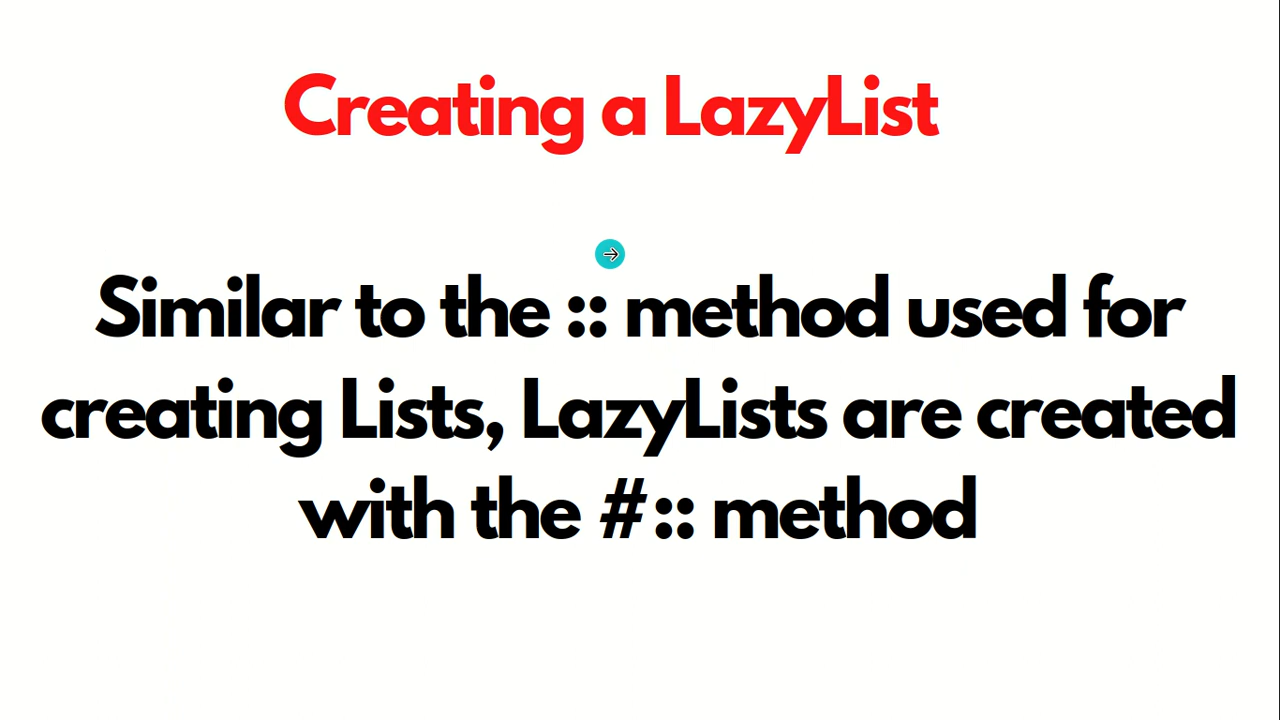 Creating a LazyList
Similar to the :: method used for
creating Lists, LazyLists are created
with the #:: method